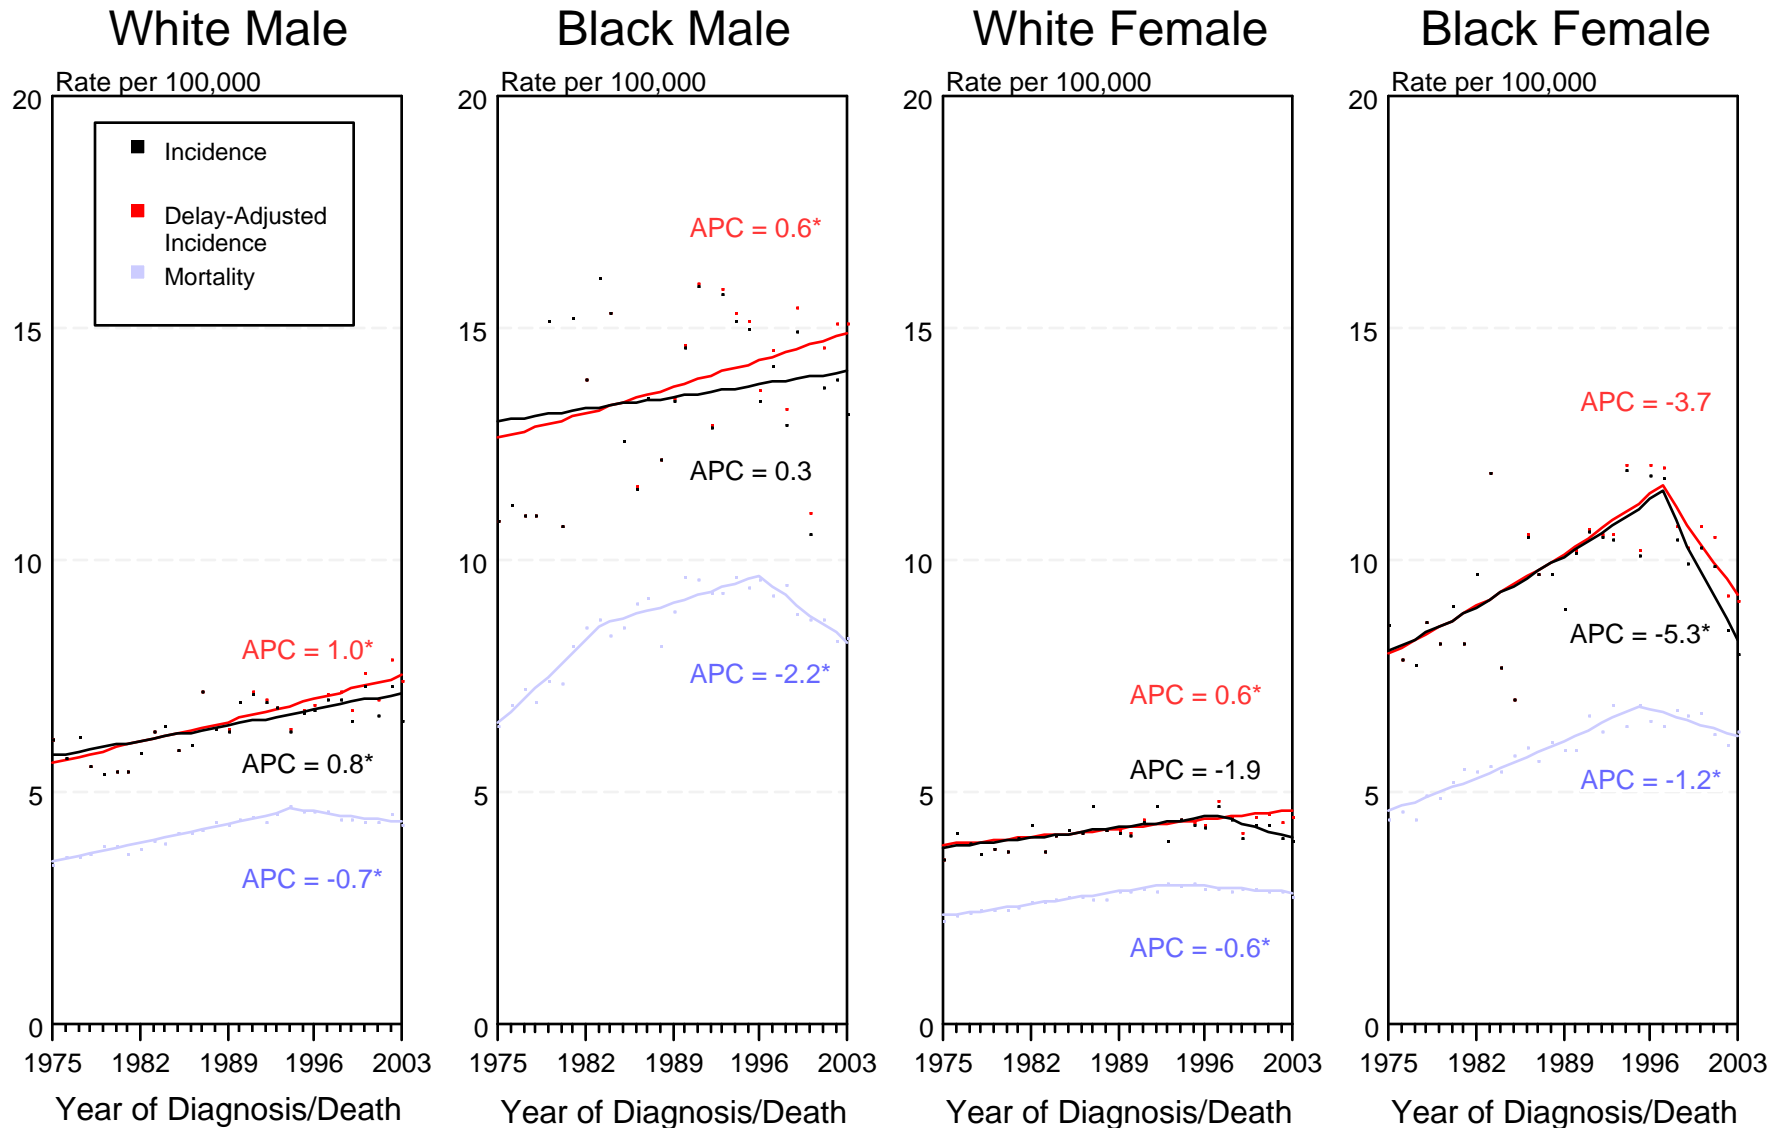 White Male
Rate per 100,000
20
Incidence
Delay-Adjusted
Incidence
Mortality
15
10
APC = 1.0*
APC = 0.8*
5
APC = -0.7*
0
1975 1982 1989 1996 2003
Year of Diagnosis/Death
Black Male
Rate per 100,000
20
APC = 0.6*
15
APC = 0.3
10
APC = -2.2*
5
0
1975 1982 1989 1996 2003
Year of Diagnosis/Death
White Female
Rate per 100,000
20
15
10
APC = 0.6*
APC = -1.9
5
APC = -0.6*
0
1975 1982 1989 1996 2003
Year of Diagnosis/Death
Black Female
Rate per 100,000
20
15
APC = -3.7
10
APC = -5.3*
APC = -1.2*
5
0
1975 1982 1989 1996 2003
Year of Diagnosis/Death